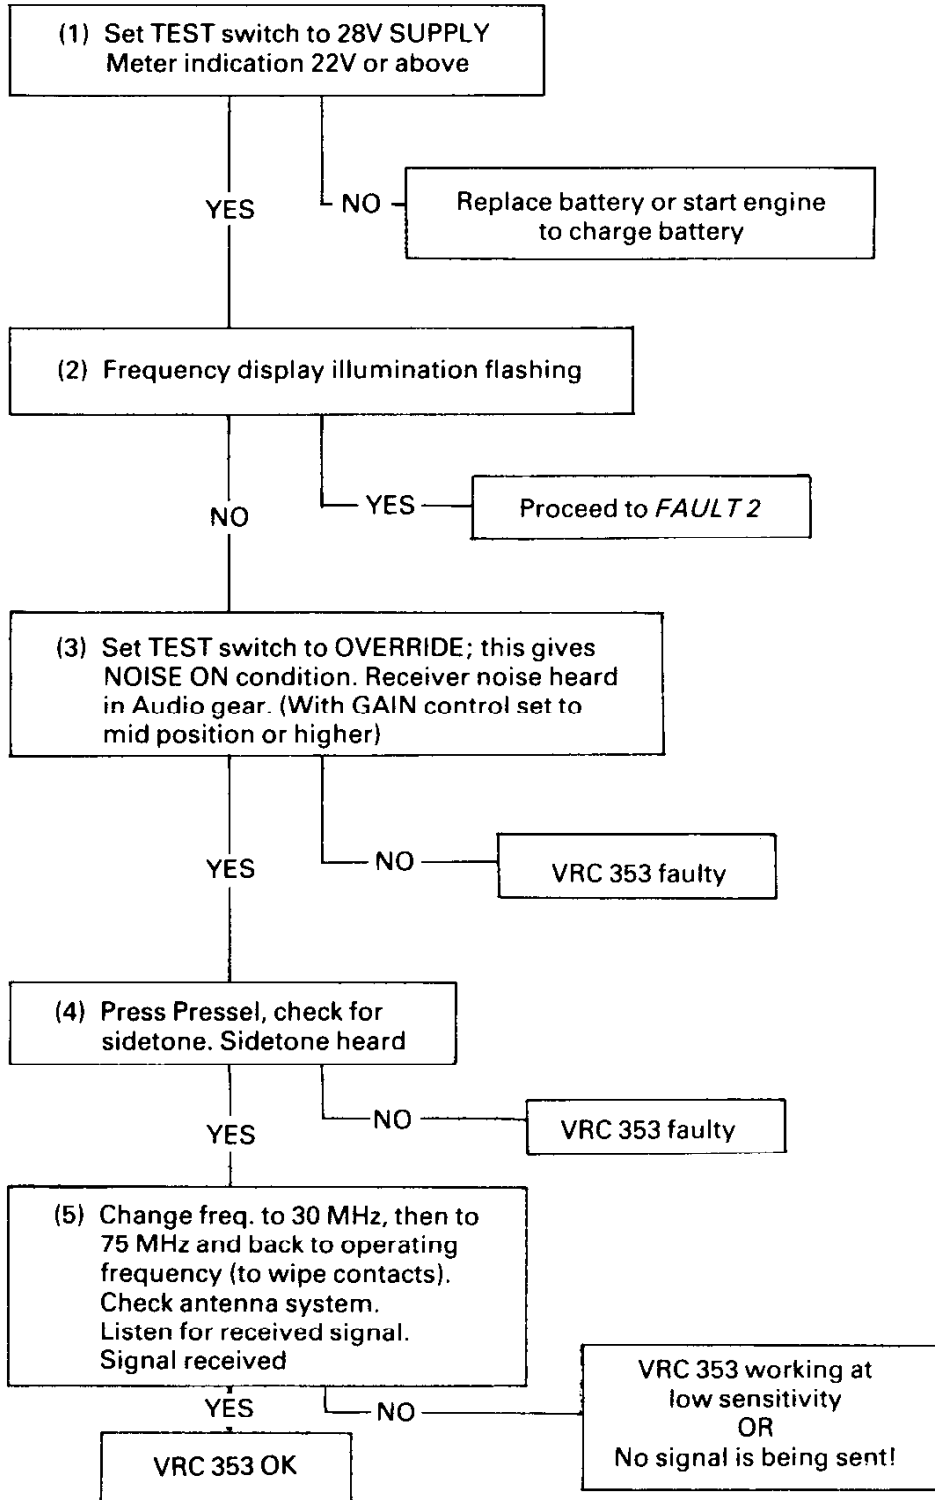 (1) Set TEST switch to 28V SUPPLY
Meter indication 22V or above
YES
NO
Replace battery or start engine
to charge battery
(2) Frequency display illumination flashing
NO
YES
Proceed to FAULT 2
(3) Set TEST switch to OVERRIDE; this gives
NOISE ON condition. Receiver noise heard
in Audio gear. (With GAIN control set to
mid position or higher)
YES
NO
VRC 353 faulty
(4) Press Pressel, check for
sidetone. Sidetone heard
YES
NO
VRC 353 faulty
(5) Change freq. to 30 MHz, then to
75 MHz and back to operating
frequency (to wipe contacts).
Check antenna system.
Listen for received signal.
Signal received
YES
NO
VRC 353 working at
low sensitivity
OR
No signal is being sent!
VRC 353 OK